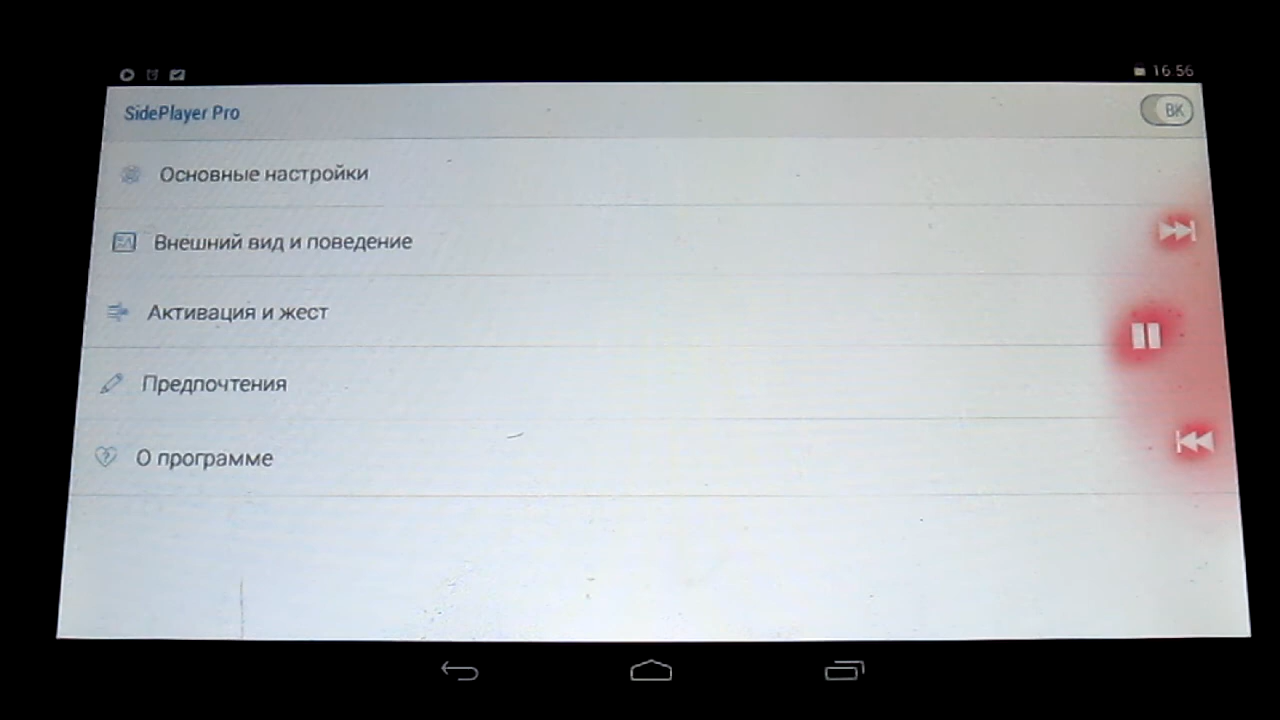 16:56
SidePlayer Pro
ВК
Основные настройки
Внешний вид и поведение
Активация и жест
Предпочтения
О программе